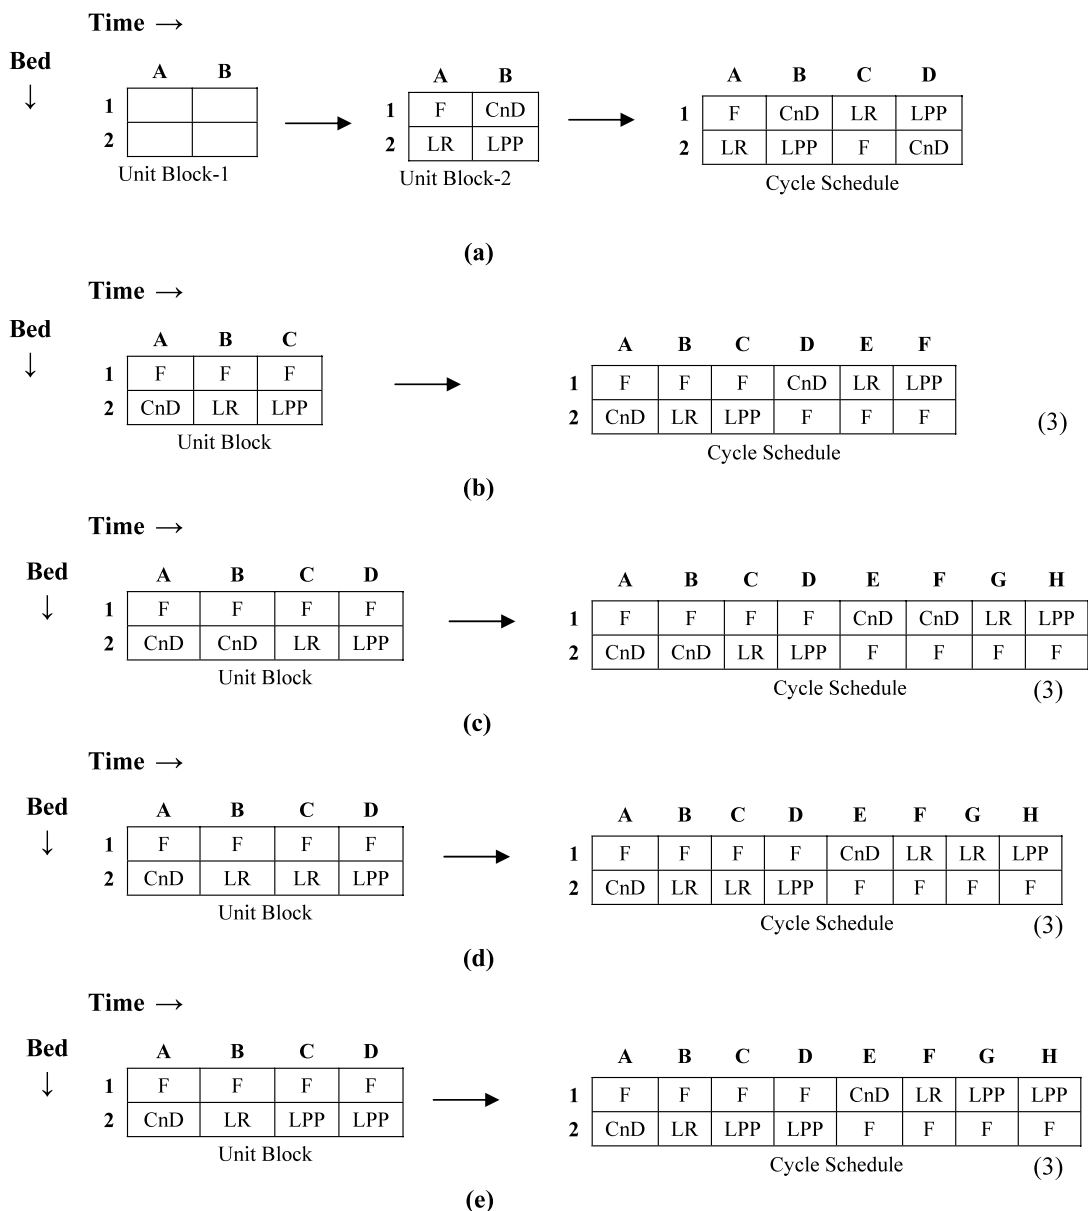 Time →
Bed ↓
A B
1
2
Unit Block-1
A B
1 F CnD
2 LR LPP
Unit Block-2
A B C D
1 F CnD LR LPP
2 LR LPP F CnD
Cycle Schedule
(a)
Time →
Bed ↓
A B C
1 F F F
2 CnD LR LPP
Unit Block
A B C D E F
1 F F F CnD LR LPP
2 CnD LR LPP F F F
(3)
Cycle Schedule
(b)
Time →
Bed ↓
A B C D
1 F F F F
2 CnD CnD LR LPP
Unit Block
A B C D E F G H
1 F F F F CnD CnD LR LPP
2 CnD CnD LR LPP F F F F
Cycle Schedule
(3)
(c)
Time →
Bed ↓
A B C D
1 F F F F
2 CnD LR LR LPP
Unit Block
A B C D E F G H
1 F F F F CnD LR LR LPP
2 CnD LR LR LPP F F F F
Cycle Schedule
(3)
(d)
Time →
Bed ↓
A B C D
1 F F F F
2 CnD LR LPP LPP
Unit Block
A B C D E F G H
1 F F F F CnD LR LPP LPP
2 CnD LR LPP LPP F F F F
Cycle Schedule
(3)
(e)